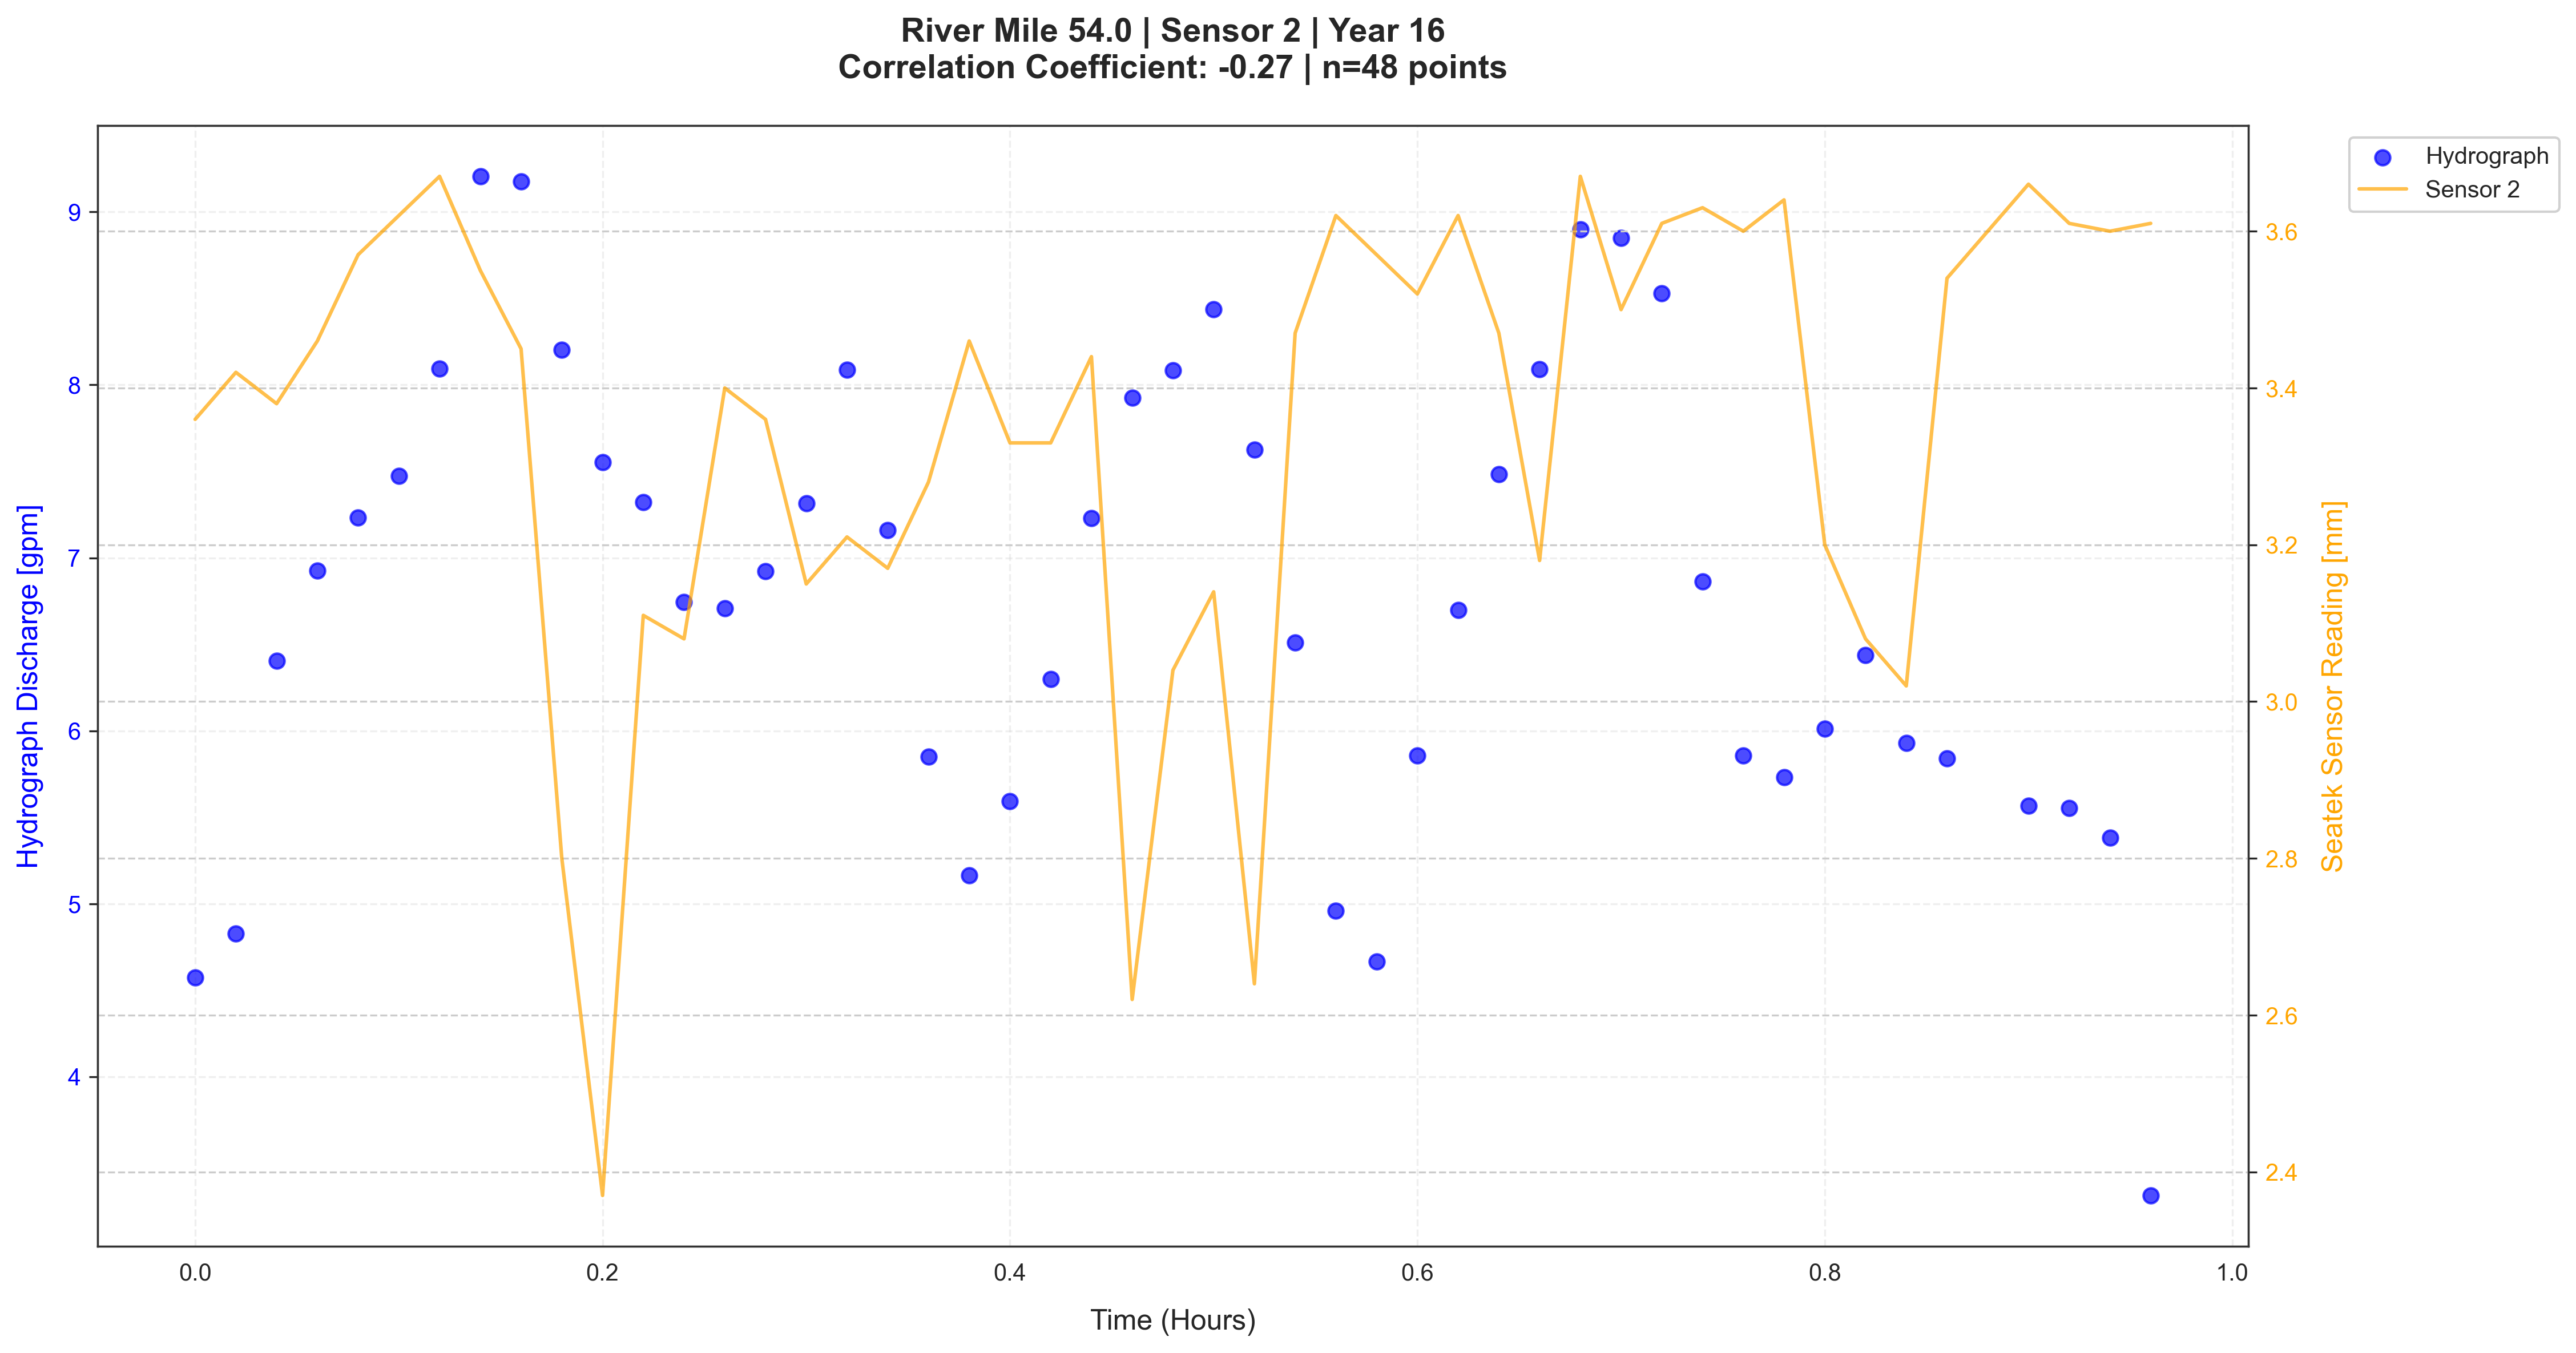 River Mile 54.0 | Sensor 2 | Year 16
Correlation Coefficient: -0.27 | n=48 points
Hydrograph
Sensor 2
Hydrograph Discharge [gpm]
9
8
7
6
5
4
Seatek Sensor Reading [mm]
3.6
3.4
3.2
3.0
2.8
2.6
2.4
0.0 0.2 0.4 0.6 0.8 1.0
Time (Hours)